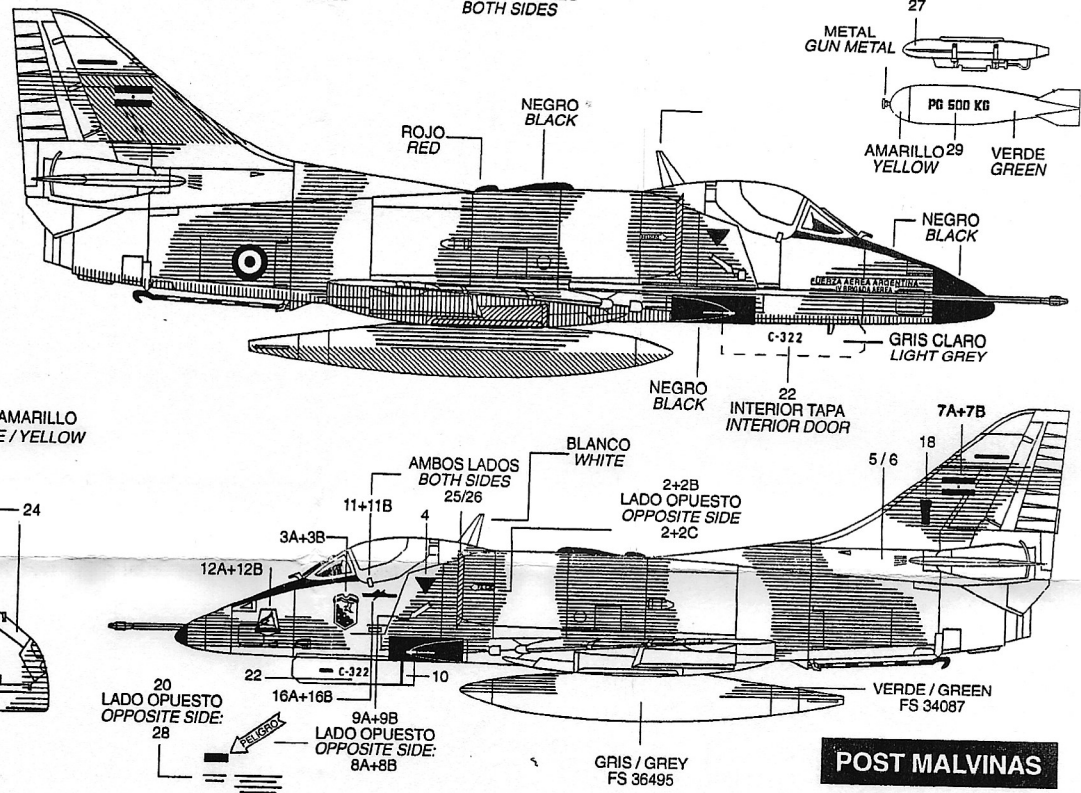 BOTH SIDES
27
METAL
GUN METAL
PG 500 KG
AMARILLO
YELLOW
29
VERDE
GREEN
NEGRO
BLACK
ROJO
RED
NEGRO
BLACK
FUERZA AEREA ARGENTINA
IV BRIGADA AEREA
C-322
GRIS CLARO
LIGHT GREY
NEGRO
BLACK
22
INTERIOR TAPA
INTERIOR DOOR
AMARILLO
E / YELLOW
24
BLANCO
WHITE
AMBOS LADOS
BOTH SIDES
25/26
11+11B
4
3A+3B
12A+12B
2+2B
LADO OPUESTO
OPPOSITE SIDE
2+2C
7A+7B
18
5 / 6
C-322
22
10
16A+16B
20
LADO OPUESTO
OPPOSITE SIDE:
28
PELIGRO
9A+9B
LADO OPUESTO
OPPOSITE SIDE:
8A+8B
VERDE / GREEN
FS 34087
GRIS / GREY
FS 36495
POST MALVINAS